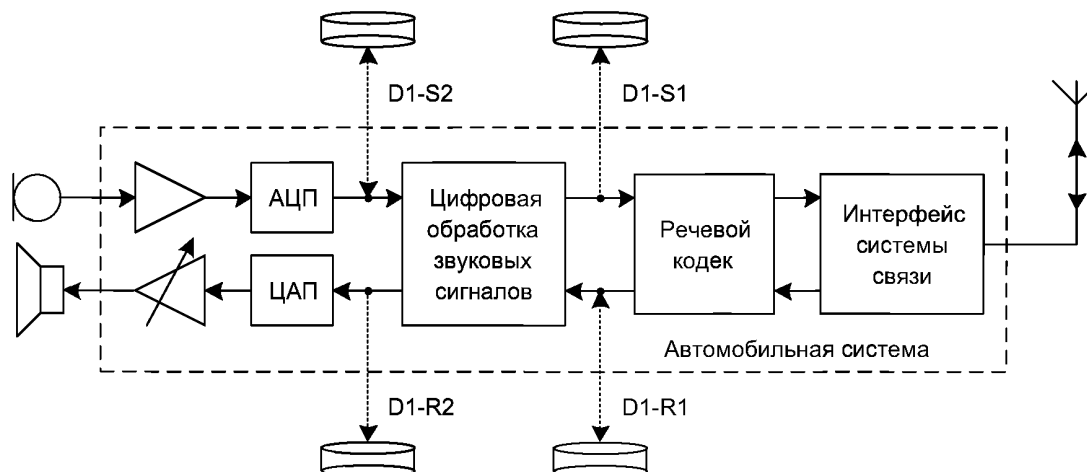 D1-S2
D1-S1
АЦП
Цифровая
обработка
звуковых
сигналов
Речевой
кодек
Интерфейс
системы
связи
ЦАП
Автомобильная система
D1-R2
D1-R1